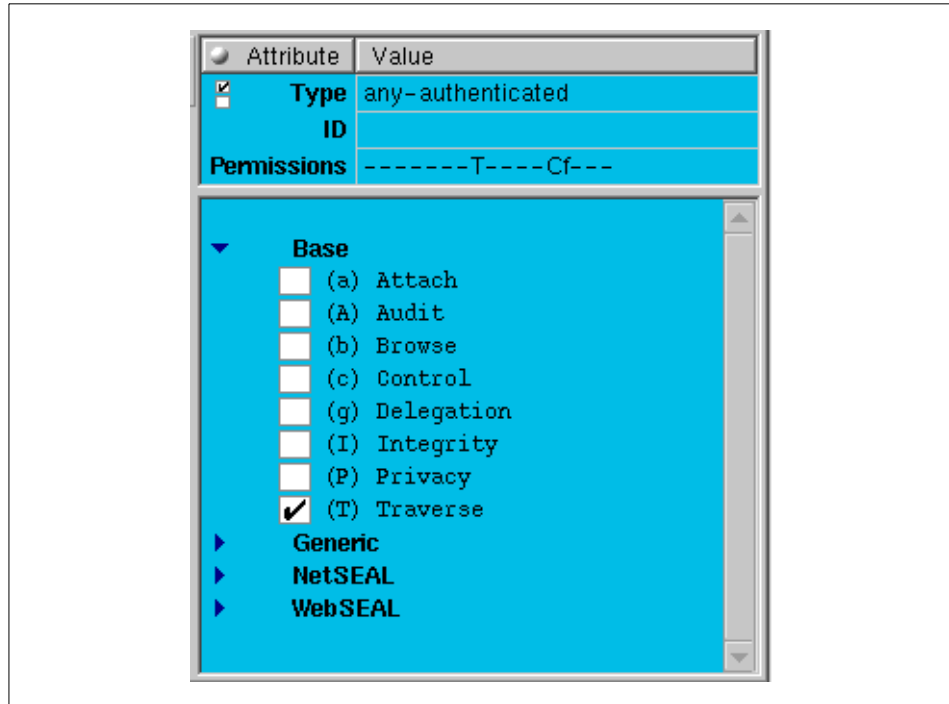 Attribute Value
Type any-authenticated
ID
Permissions -------T----Cf---
Base
(a) Attach
(A) Audit
(b) Browse
(c) Control
(g) Delegation
(I) Integrity
(P) Privacy
(T) Traverse
Generic
NetSEAL
WebSEAL